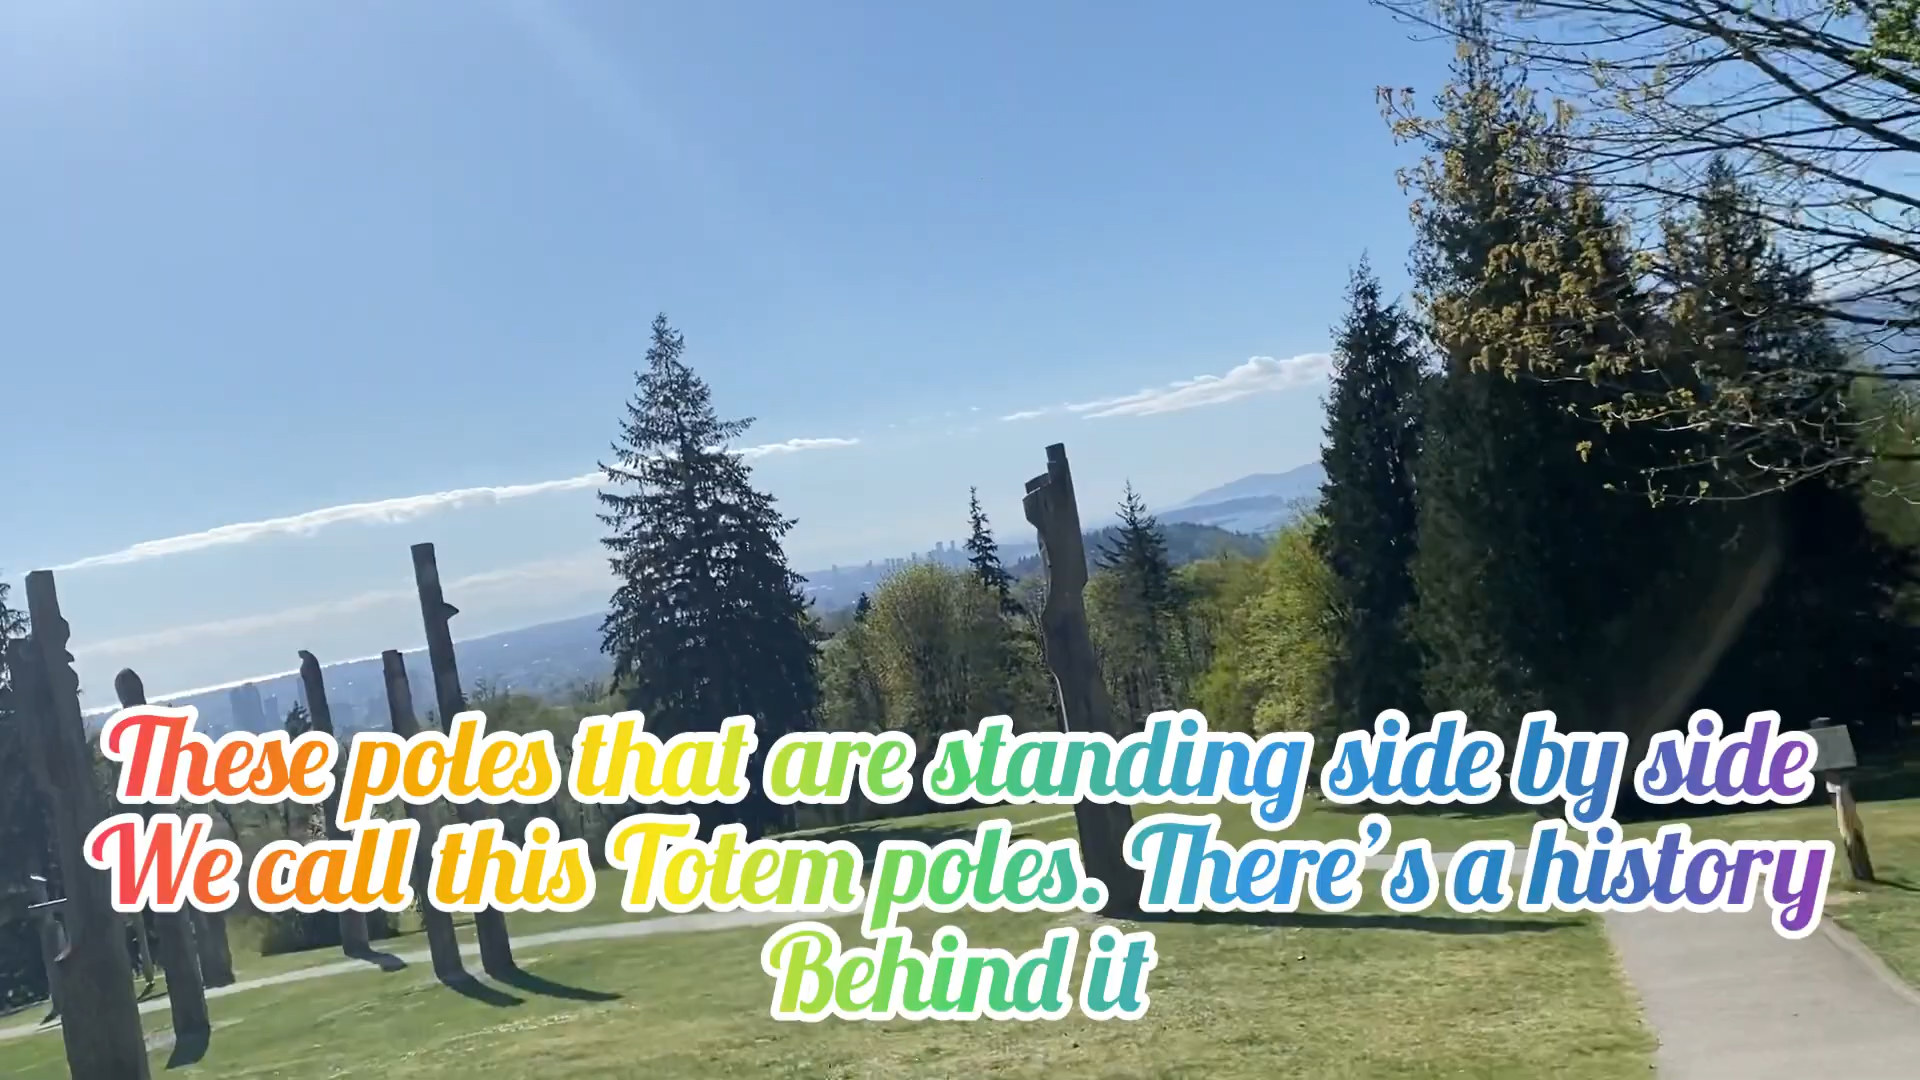 These poles that are standing side by side
We call this Totem poles. There's a history
Behind it